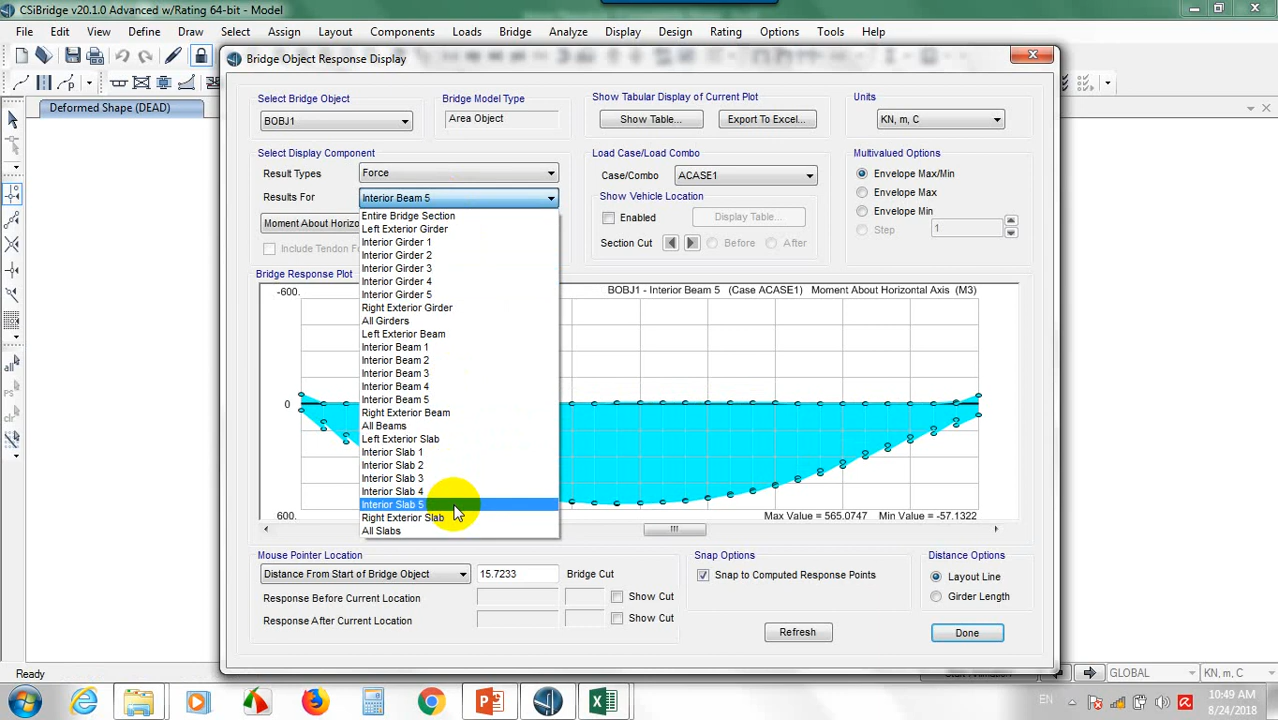 CSiBridge v20.1.0 Advanced w/Rating 64-bit - Model
File Edit View Define Draw Select Assign Layout Components Loads Bridge Analyze Display Design Rating Options Tools Help
Deformed Shape (DEAD)
Bridge Object Response Display
Select Bridge Object
BOBJ1
Bridge Model Type
Area Object
Show Tabular Display of Current Plot
Show Table...
Export To Excel...
Units
KN, m, C
Select Display Component
Result Types
Force
Results For
Interior Beam 5
Moment About Horizo
Include Tendon F
Entire Bridge Section
Left Exterior Girder
Interior Girder 1
Interior Girder 2
Interior Girder 3
Interior Girder 4
Interior Girder 5
Right Exterior Girder
All Girders
Left Exterior Beam
Interior Beam 1
Interior Beam 2
Interior Beam 3
Interior Beam 4
Interior Beam 5
Right Exterior Beam
All Beams
Left Exterior Slab
Interior Slab 1
Interior Slab 2
Interior Slab 3
Interior Slab 4
Interior Slab 5
Right Exterior Slab
All Slabs
Load Case/Load Combo
Case/Combo
ACASE1
Show Vehicle Location
Enabled
Display Table...
Section Cut
Before
After
Multivalued Options
Envelope Max/Min
Envelope Max
Envelope Min
Step
1
Bridge Response Plot
-600.
0
600.
BOBJ1 - Interior Beam 5 (Case ACASE1) Moment About Horizontal Axis (M3)
Max Value = 565.0747 Min Value = -57.1322
Mouse Pointer Location
Distance From Start of Bridge Object
15.7233
Bridge Cut
Response Before Current Location
Show Cut
Response After Current Location
Show Cut
Snap Options
Snap to Computed Response Points
Distance Options
Layout Line
Girder Length
Refresh
Done
Ready
GLOBAL
KN, m, C
EN
10:49 AM
8/24/2018